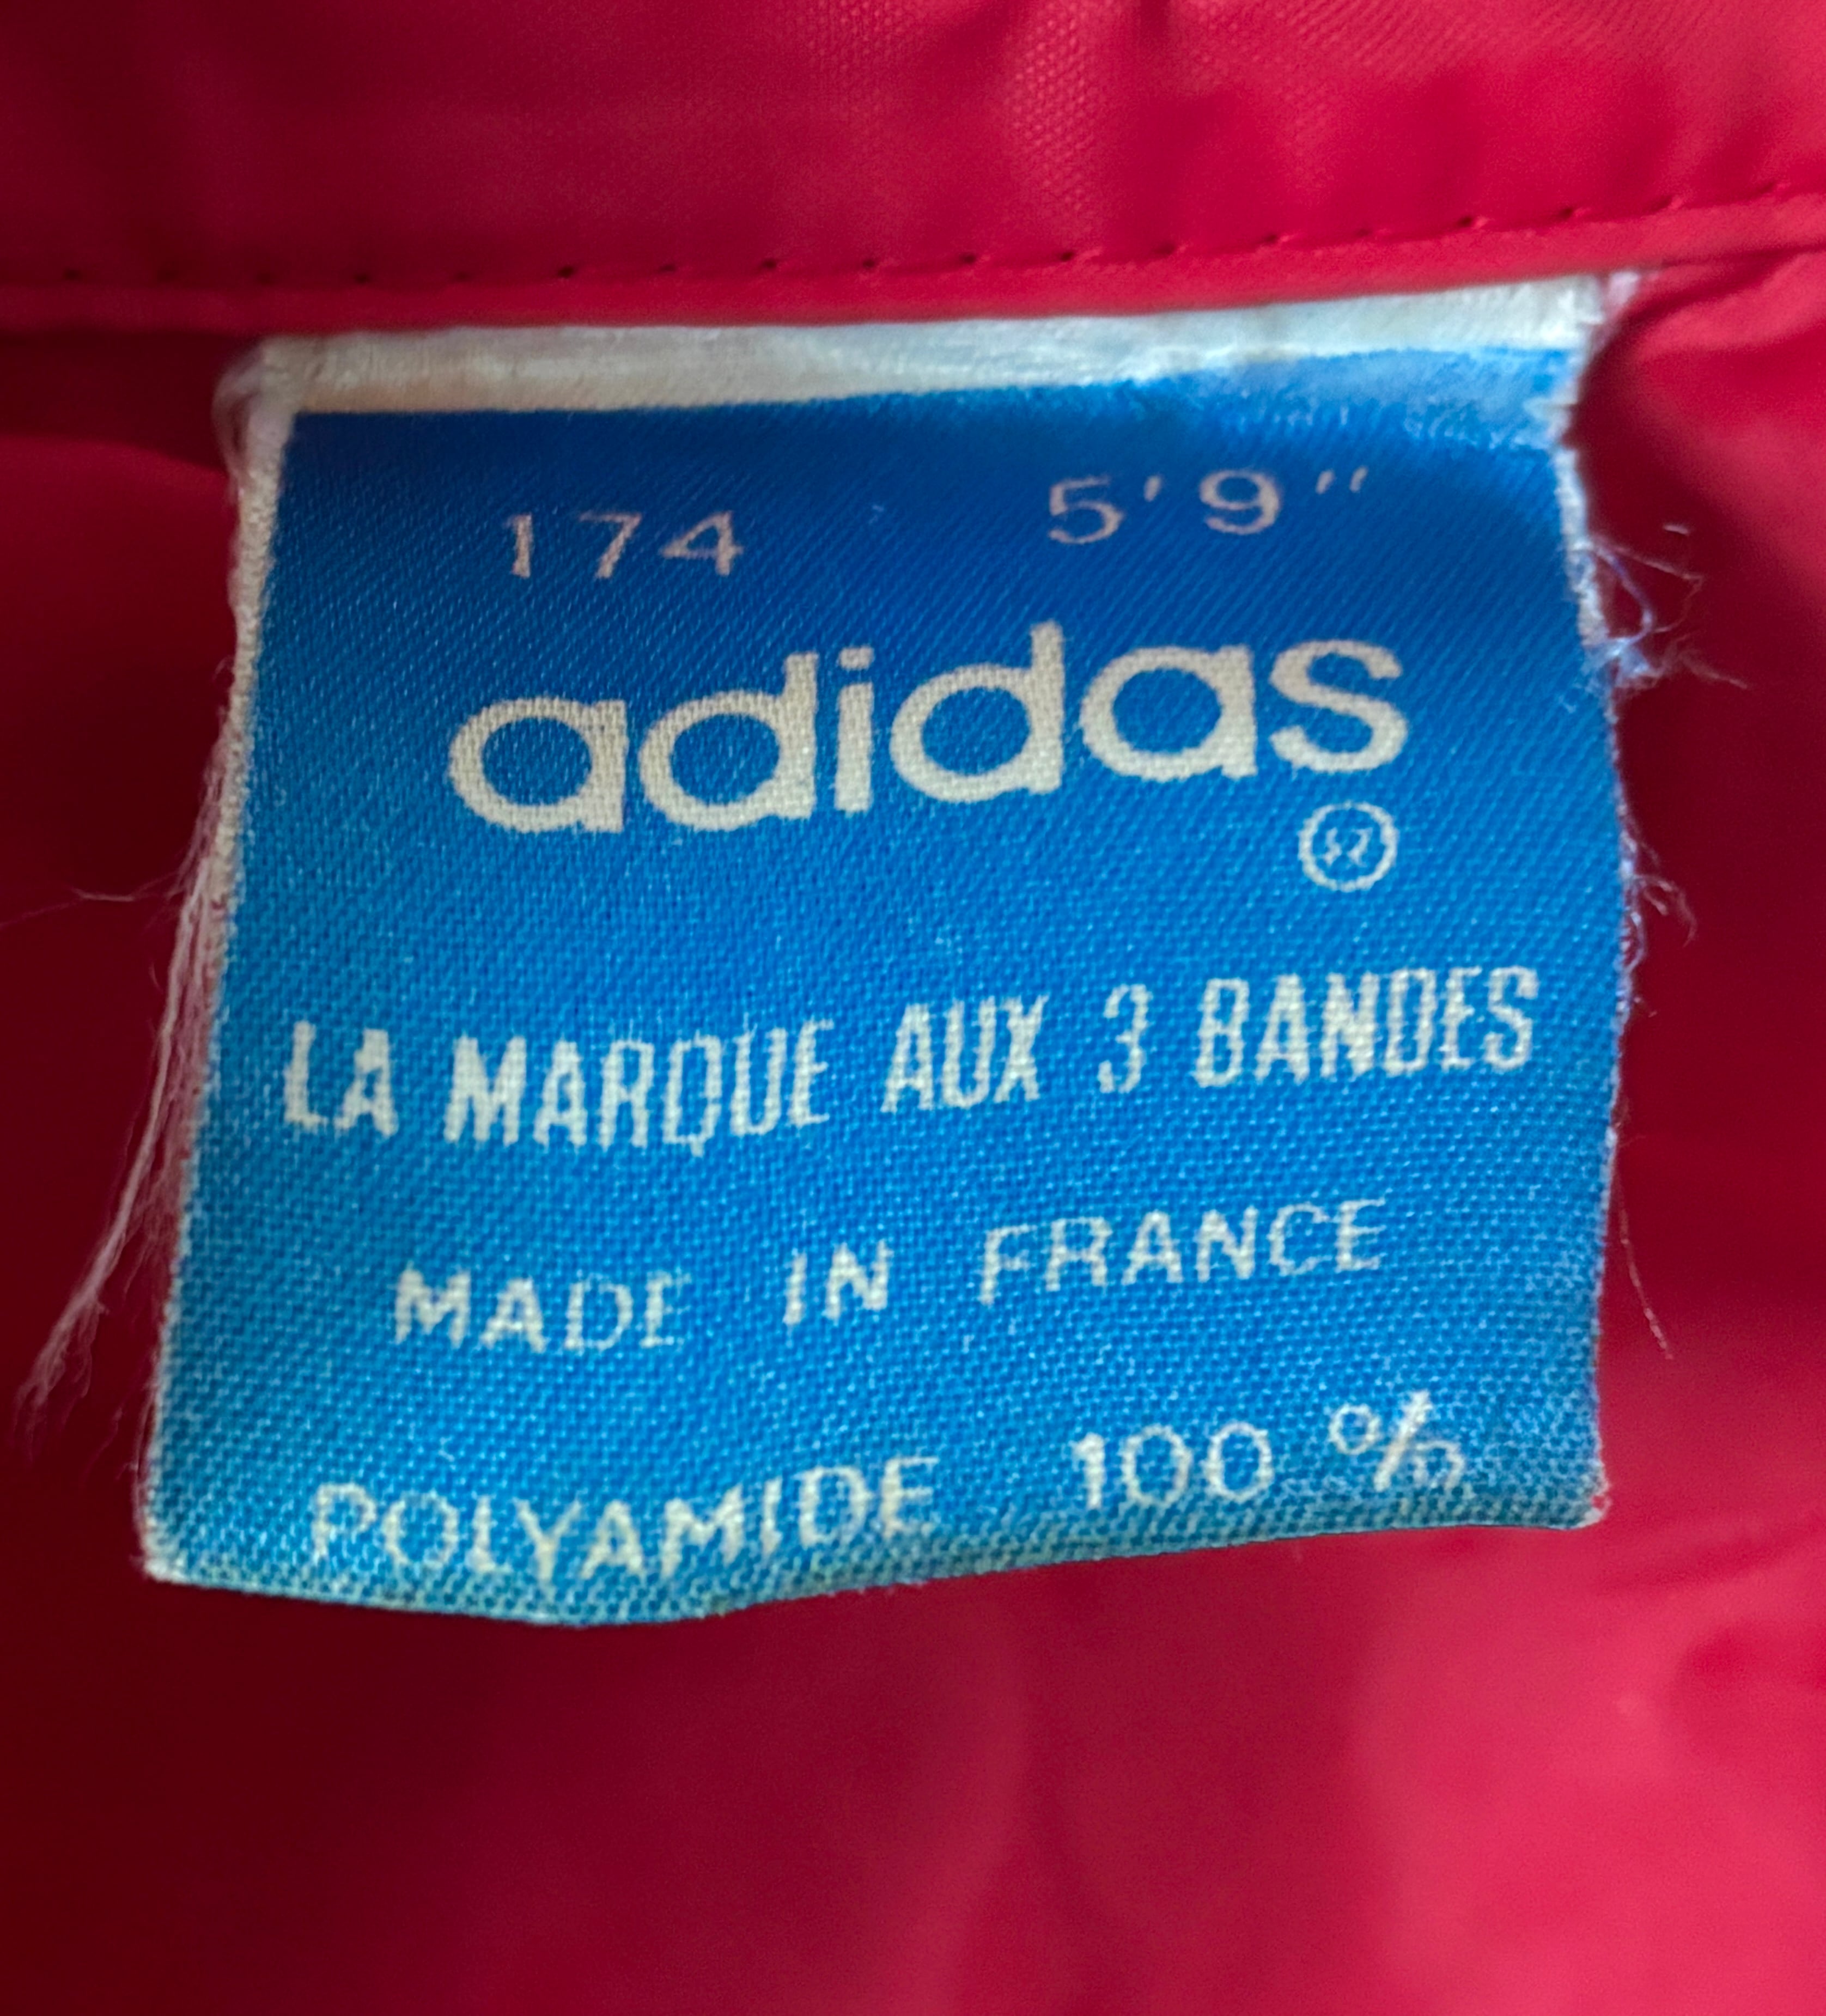 174 5'9"
adidas
®
LA MARQUE AUX 3 BANDES
MADE IN FRANCE
POLYAMIDE 100 %